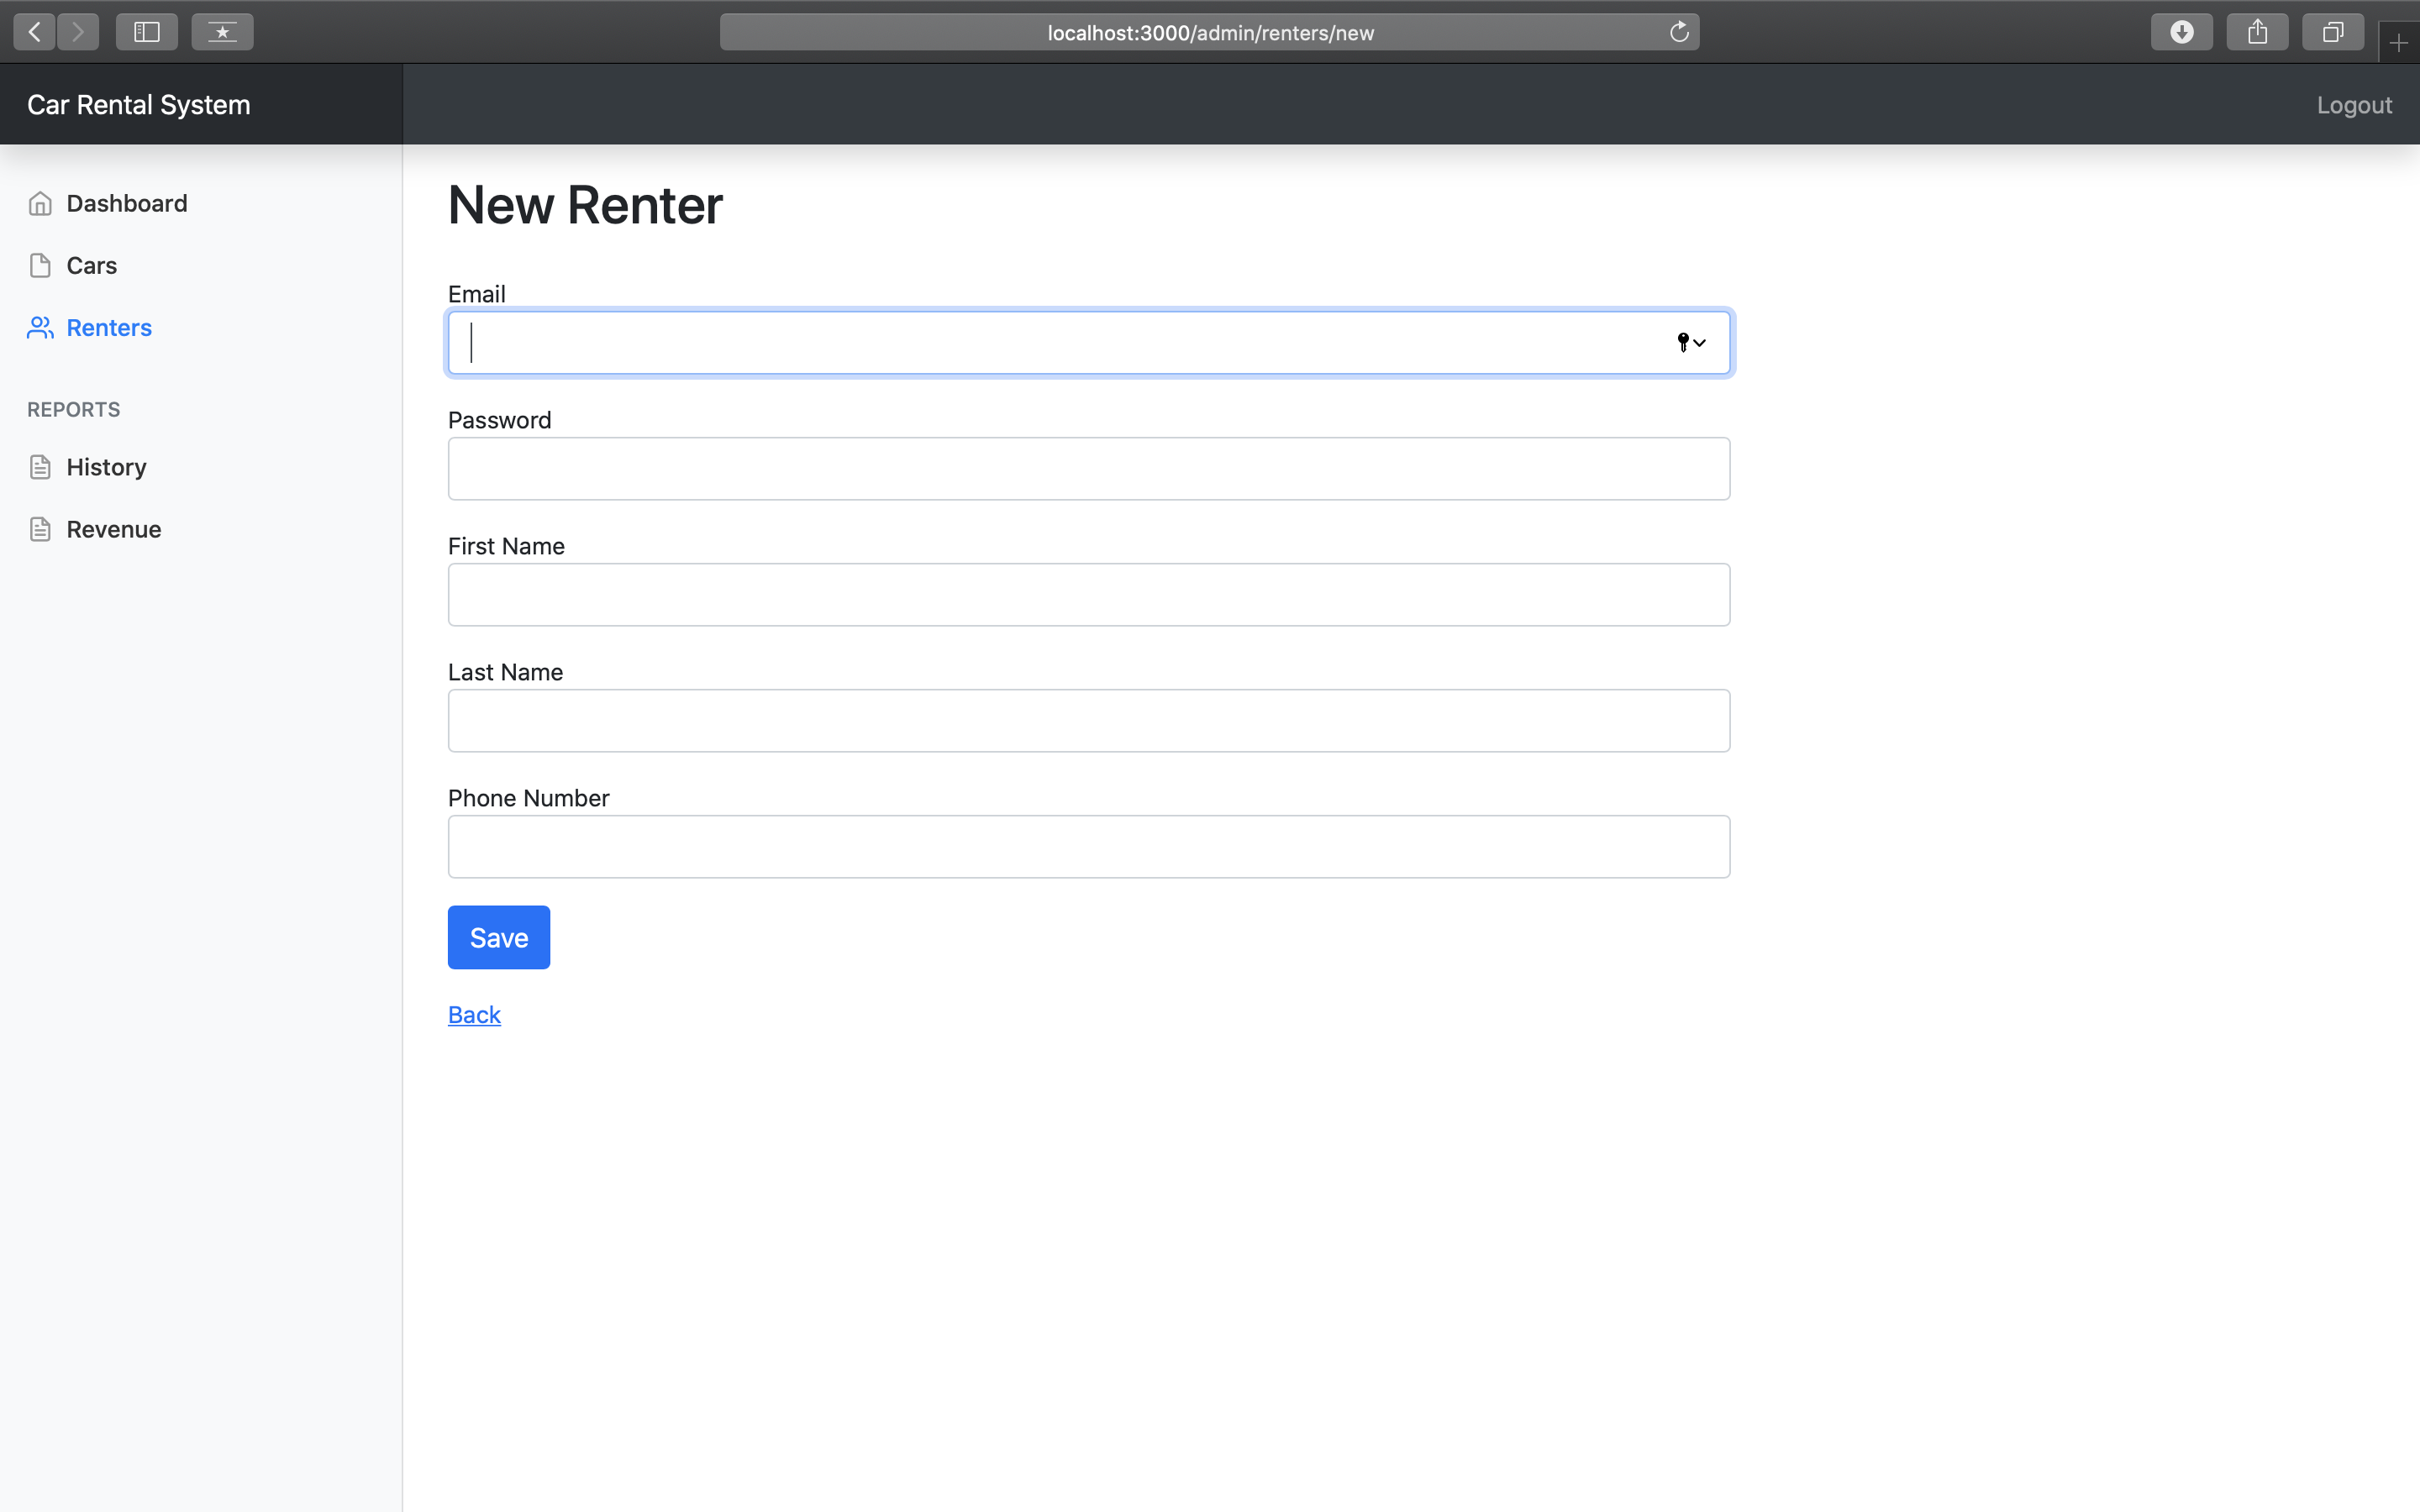 localhost:3000/admin/renters/new
Car Rental System
Logout
Dashboard
Cars
Renters
REPORTS
History
Revenue
New Renter
Email
Password
First Name
Last Name
Phone Number
Save
Back